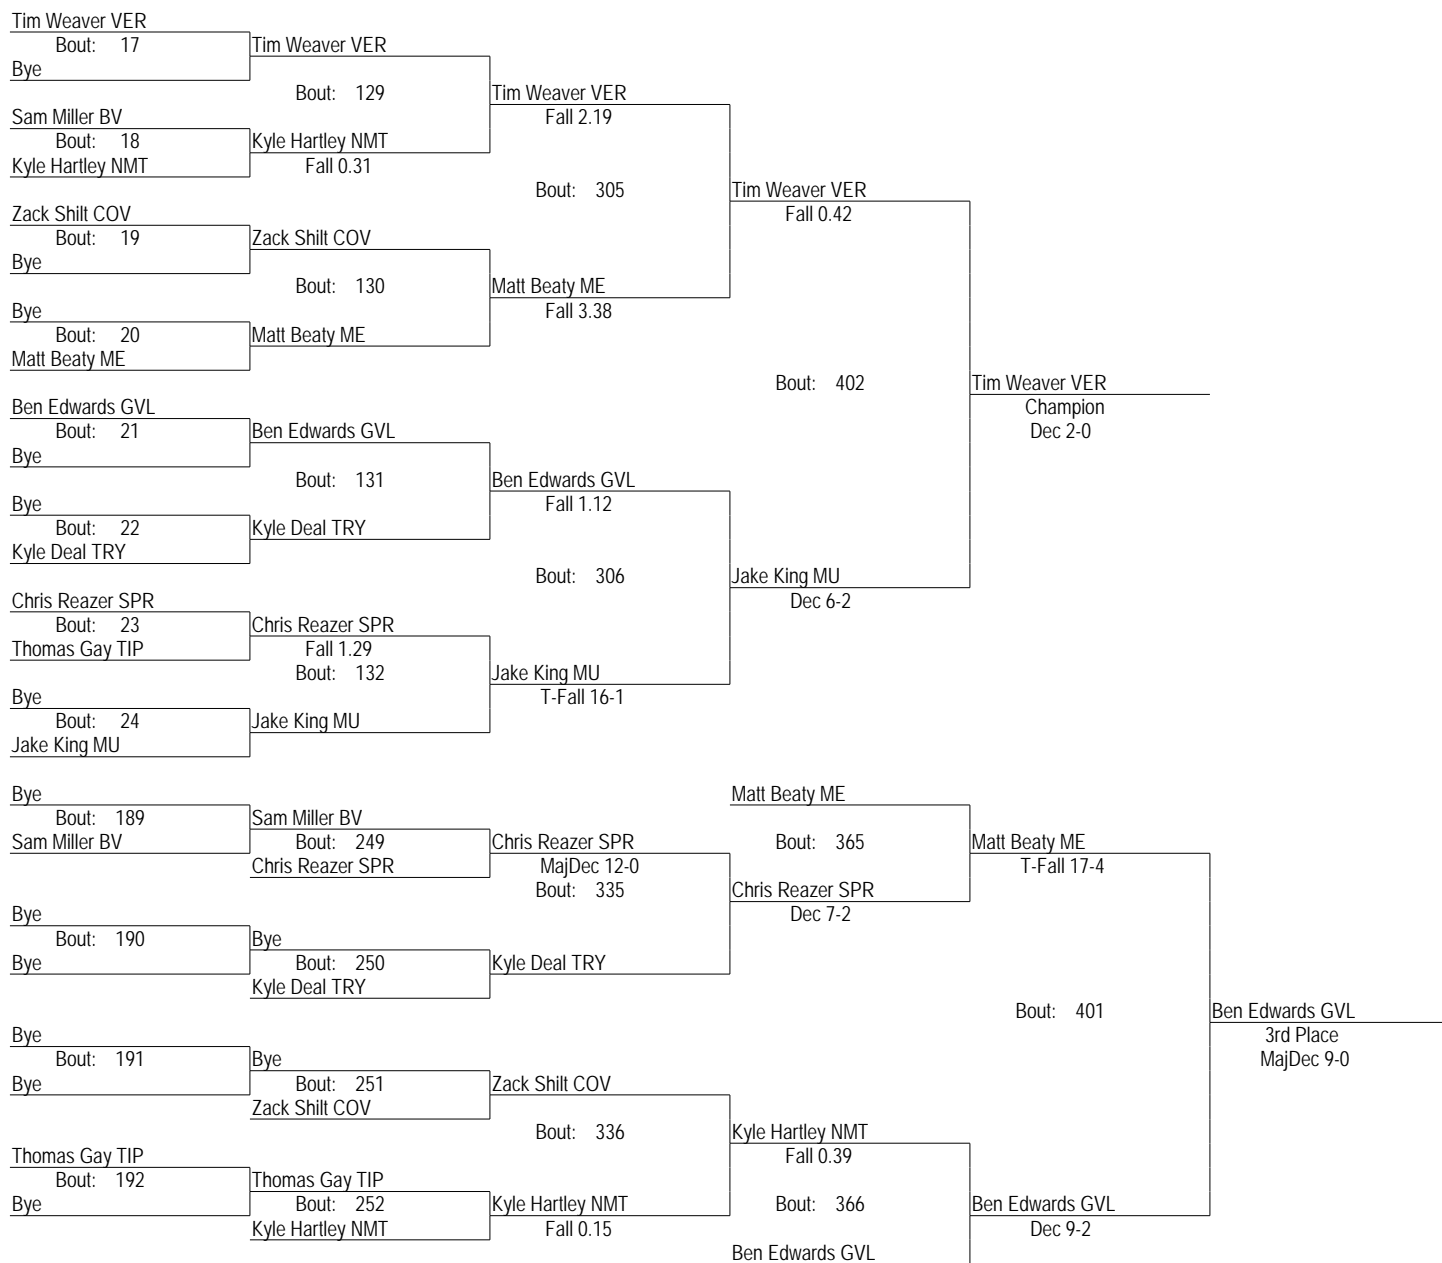 Tim Weaver VER
Bout: 17 Tim Weaver VER
Bye
Bout: 129 Tim Weaver VER
Sam Miller BV Fall 2.19
Bout: 18 Kyle Hartley NMT
Kyle Hartley NMT Fall 0.31
Bout: 305 Tim Weaver VER
Zack Shilt COV Fall 0.42
Bout: 19 Zack Shilt COV
Bye
Bout: 130 Matt Beaty ME
Bye Fall 3.38
Bout: 20 Matt Beaty ME
Matt Beaty ME
Bout: 402 Tim Weaver VER
Ben Edwards GVL Champion
Bout: 21 Ben Edwards GVL Dec 2-0
Bye
Bout: 131 Ben Edwards GVL
Bye Fall 1.12
Bout: 22 Kyle Deal TRY
Kyle Deal TRY
Bout: 306 Jake King MU
Chris Reazer SPR Dec 6-2
Bout: 23 Chris Reazer SPR
Thomas Gay TIP Fall 1.29
Bout: 132 Jake King MU
Bye T-Fall 16-1
Bout: 24 Jake King MU
Jake King MU
Bye Matt Beaty ME
Bout: 189 Sam Miller BV
Sam Miller BV Bout: 249 Chris Reazer SPR Bout: 365 Matt Beaty ME
Chris Reazer SPR MajDec 12-0 T-Fall 17-4
Bout: 335 Chris Reazer SPR
Bye Dec 7-2
Bout: 190 Bye
Bye Bout: 250 Kyle Deal TRY
Kyle Deal TRY
Bout: 401 Ben Edwards GVL
Bye 3rd Place
Bout: 191 Bye MajDec 9-0
Bye Bout: 251 Zack Shilt COV
Zack Shilt COV
Bout: 336 Kyle Hartley NMT
Thomas Gay TIP Fall 0.39
Bout: 192 Thomas Gay TIP
Bye Bout: 252 Kyle Hartley NMT Bout: 366 Ben Edwards GVL
Kyle Hartley NMT Fall 0.15 Dec 9-2
Ben Edwards GVL